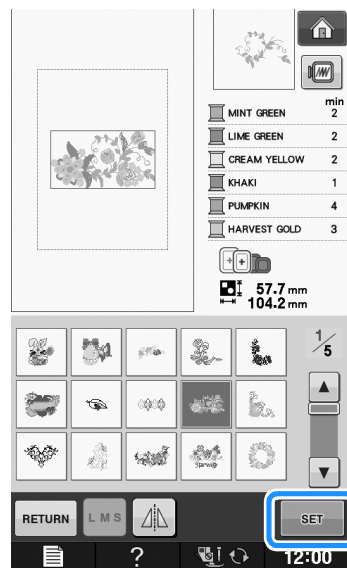 min
MINT GREEN 2
LIME GREEN 2
CREAM YELLOW 2
KHAKI 1
PUMPKIN 4
HARVEST GOLD 3
57.7 mm
104.2 mm
1/5
RETURN
L M S
SET
?
12:00